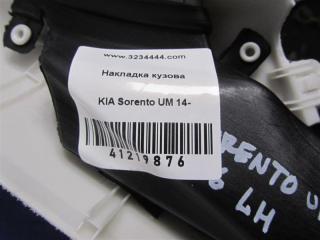 www.3234444.com
Накладка кузова
KIA Sorento UM 14-
41219876
RENTO U
LH